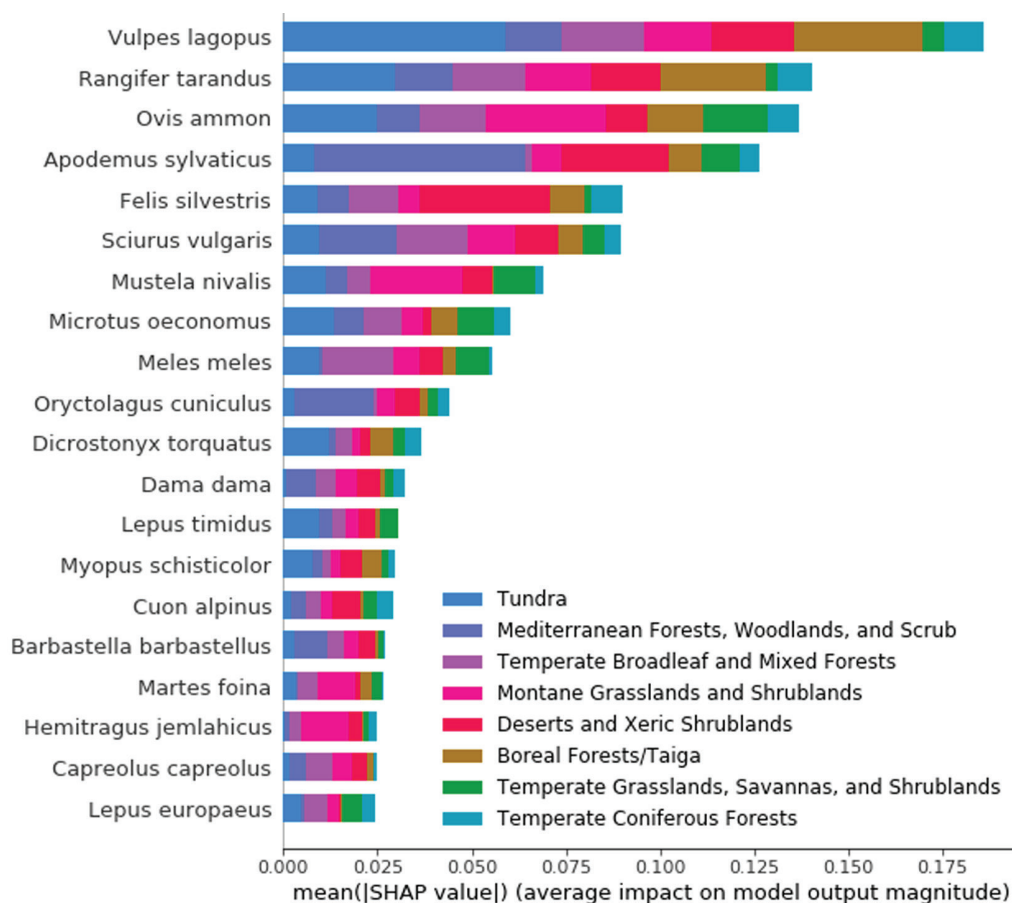 Vulpes lagopus
Rangifer tarandus
Ovis ammon
Apodemus sylvaticus
Felis silvestris
Sciurus vulgaris
Mustela nivalis
Microtus oeconomus
Meles meles
Oryctolagus cuniculus
Dicrostonyx torquatus
Dama dama
Lepus timidus
Myopus schisticolor
Cuon alpinus
Barbastella barbastellus
Martes foina
Hemitragus jemlahicus
Capreolus capreolus
Lepus europaeus
Tundra
Mediterranean Forests, Woodlands, and Scrub
Temperate Broadleaf and Mixed Forests
Montane Grasslands and Shrublands
Deserts and Xeric Shrublands
Boreal Forests/Taiga
Temperate Grasslands, Savannas, and Shrublands
Temperate Coniferous Forests
0.000 0.025 0.050 0.075 0.100 0.125 0.150 0.175
mean(|SHAP value|) (average impact on model output magnitude)